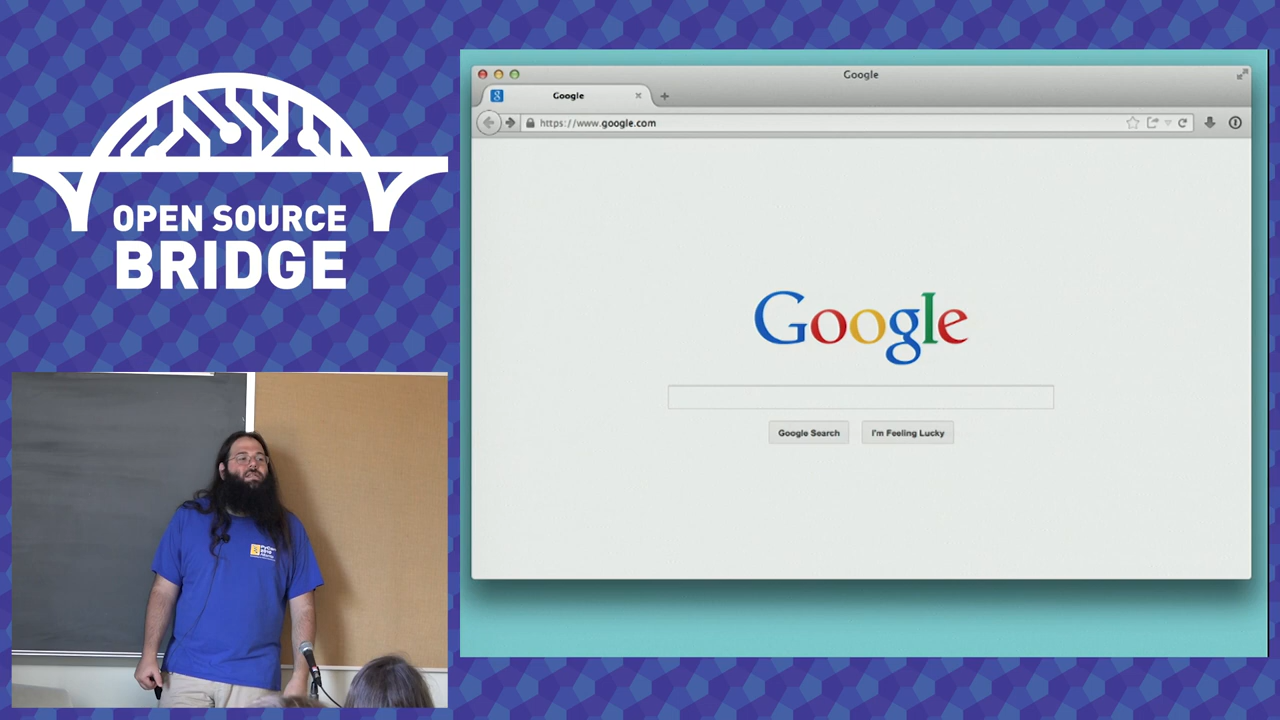 OPEN SOURCE
BRIDGE
Google
Google
https://www.google.com
Google
Google Search
I'm Feeling Lucky